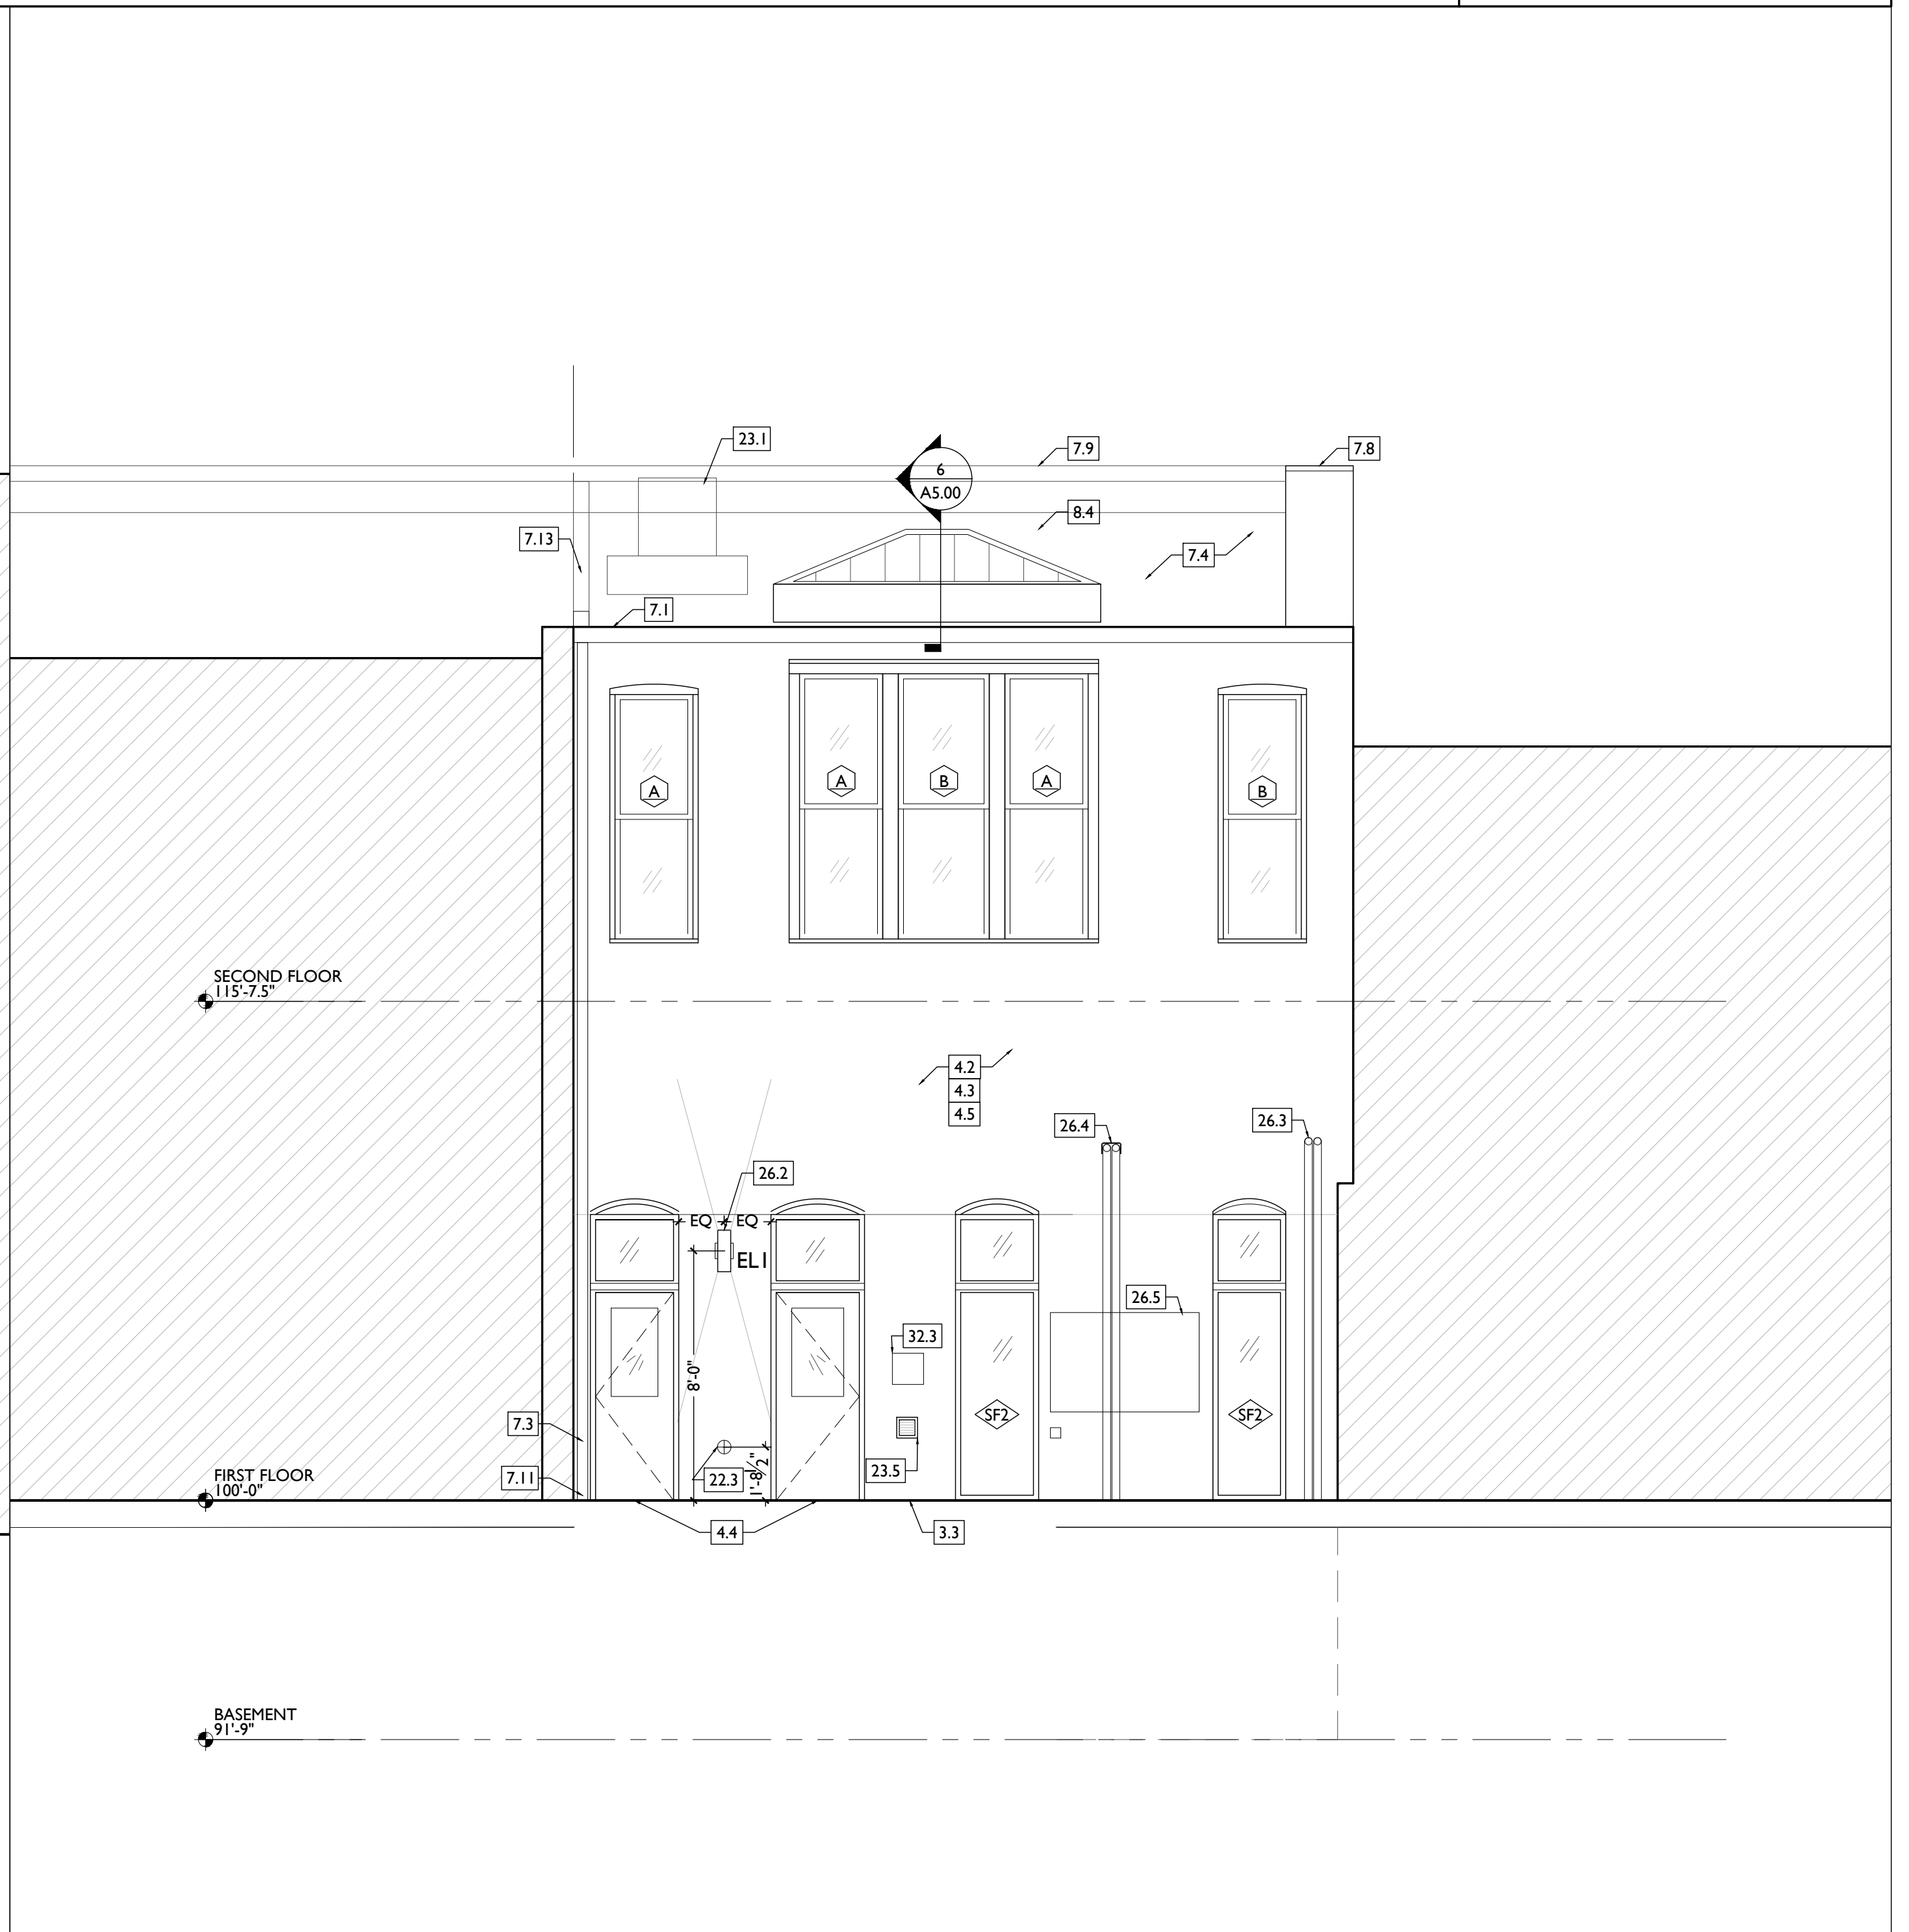 23.1
6
A5.00
7.9
7.8
8.4
7.13
7.4
7.1
A
A
B
A
B
SECOND FLOOR
115'-7.5"
4.2
4.3
4.5
26.4
26.3
26.2
EQ
EQ
EL1
26.5
32.3
8'-0"
SF2
SF2
7.3
23.5
22.3
1'-8 1/2"
7.11
FIRST FLOOR
100'-0"
4.4
3.3
BASEMENT
91'-9"